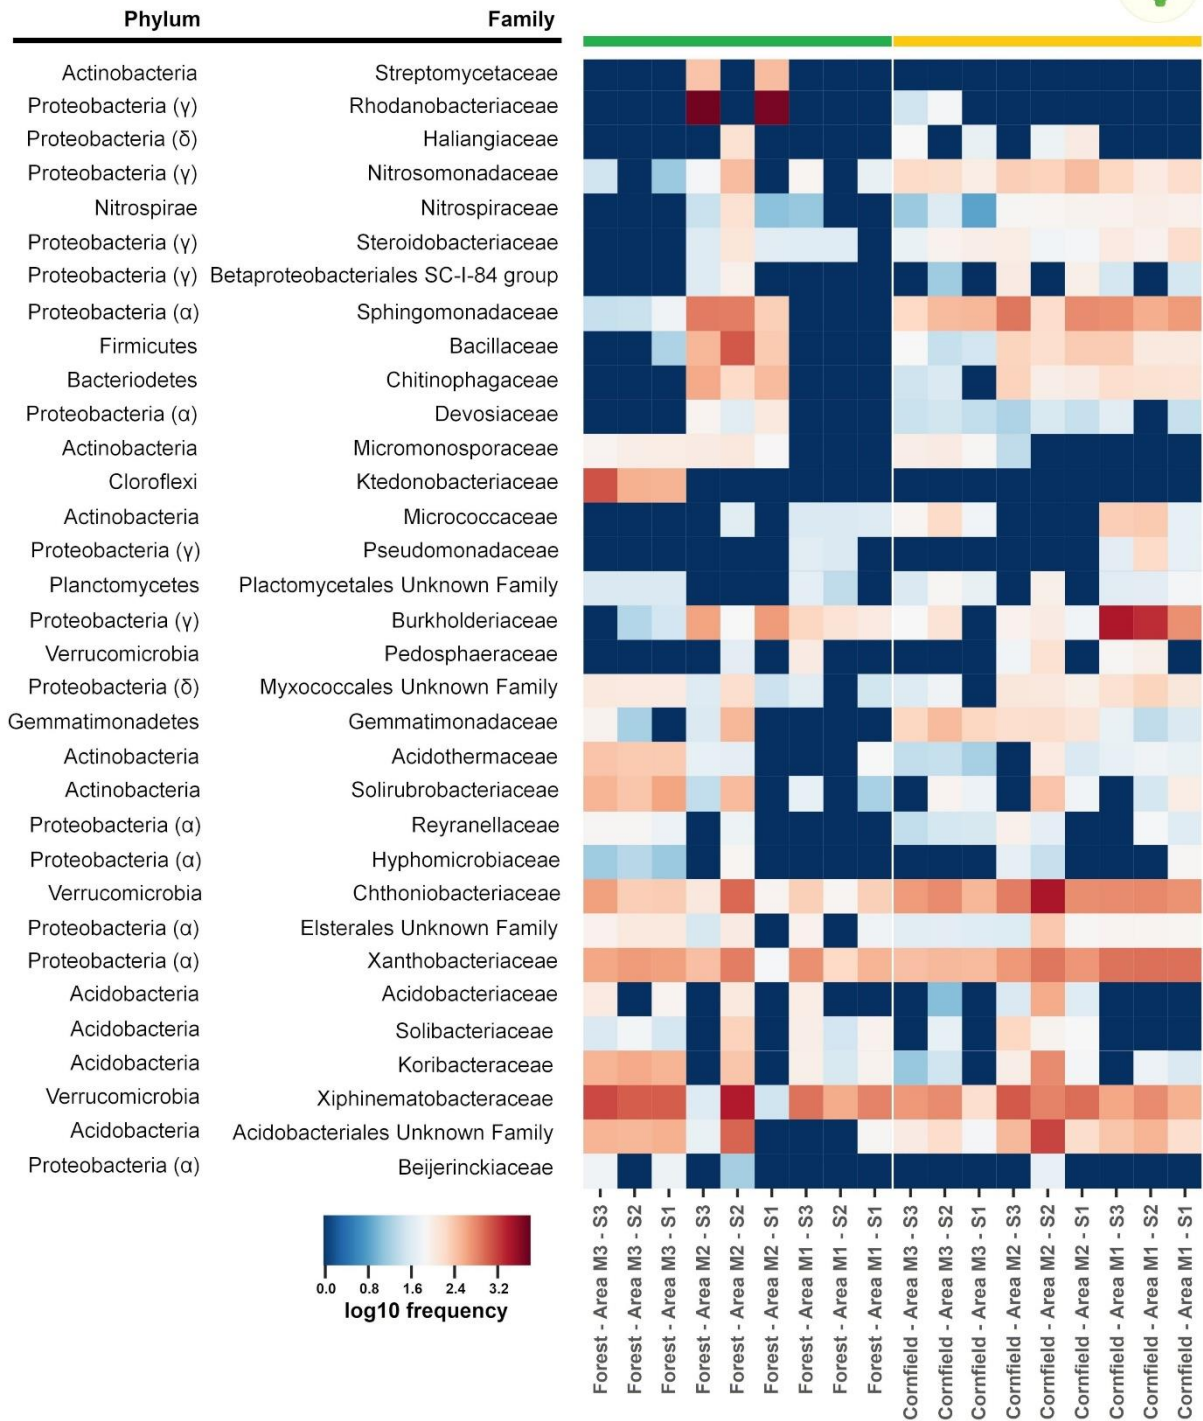 Phylum Family
Actinobacteria Streptomycetaceae
Proteobacteria (γ) Rhodanobacteriaceae
Proteobacteria (δ) Haliangiaceae
Proteobacteria (γ) Nitrosomonadaceae
Nitrospirae Nitrospiraceae
Proteobacteria (γ) Steroidobacteriaceae
Proteobacteria (γ) Betaproteobacteriales SC-I-84 group
Proteobacteria (α) Sphingomonadaceae
Firmicutes Bacillaceae
Bacteriodetes Chitinophagaceae
Proteobacteria (α) Devosiaceae
Actinobacteria Micromonosporaceae
Cloroflexi Ktedonobacteriaceae
Actinobacteria Micrococcaceae
Proteobacteria (γ) Pseudomonadaceae
Planctomycetes Plactomycetales Unknown Family
Proteobacteria (γ) Burkholderiaceae
Verrucomicrobia Pedosphaeraceae
Proteobacteria (δ) Myxococcales Unknown Family
Gemmatimonadetes Gemmatimonadaceae
Actinobacteria Acidothermaceae
Actinobacteria Solirubrobacteriaceae
Proteobacteria (α) Reyranellaceae
Proteobacteria (α) Hyphomicrobiaceae
Verrucomicrobia Chthoniobacteriaceae
Proteobacteria (α) Elsterales Unknown Family
Proteobacteria (α) Xanthobacteriaceae
Acidobacteria Acidobacteriaceae
Acidobacteria Solibacteriaceae
Acidobacteria Koribacteraceae
Verrucomicrobia Xiphinematobacteraceae
Acidobacteria Acidobacteriales Unknown Family
Proteobacteria (α) Beijerinckiaceae
0.0 0.8 1.6 2.4 3.2
log10 frequency
Forest - Area M3 - S3
Forest - Area M3 - S2
Forest - Area M3 - S1
Forest - Area M2 - S3
Forest - Area M2 - S2
Forest - Area M2 - S1
Forest - Area M1 - S3
Forest - Area M1 - S2
Forest - Area M1 - S1
Cornfield - Area M3 - S3
Cornfield - Area M3 - S2
Cornfield - Area M3 - S1
Cornfield - Area M2 - S3
Cornfield - Area M2 - S2
Cornfield - Area M2 - S1
Cornfield - Area M1 - S3
Cornfield - Area M1 - S2
Cornfield - Area M1 - S1